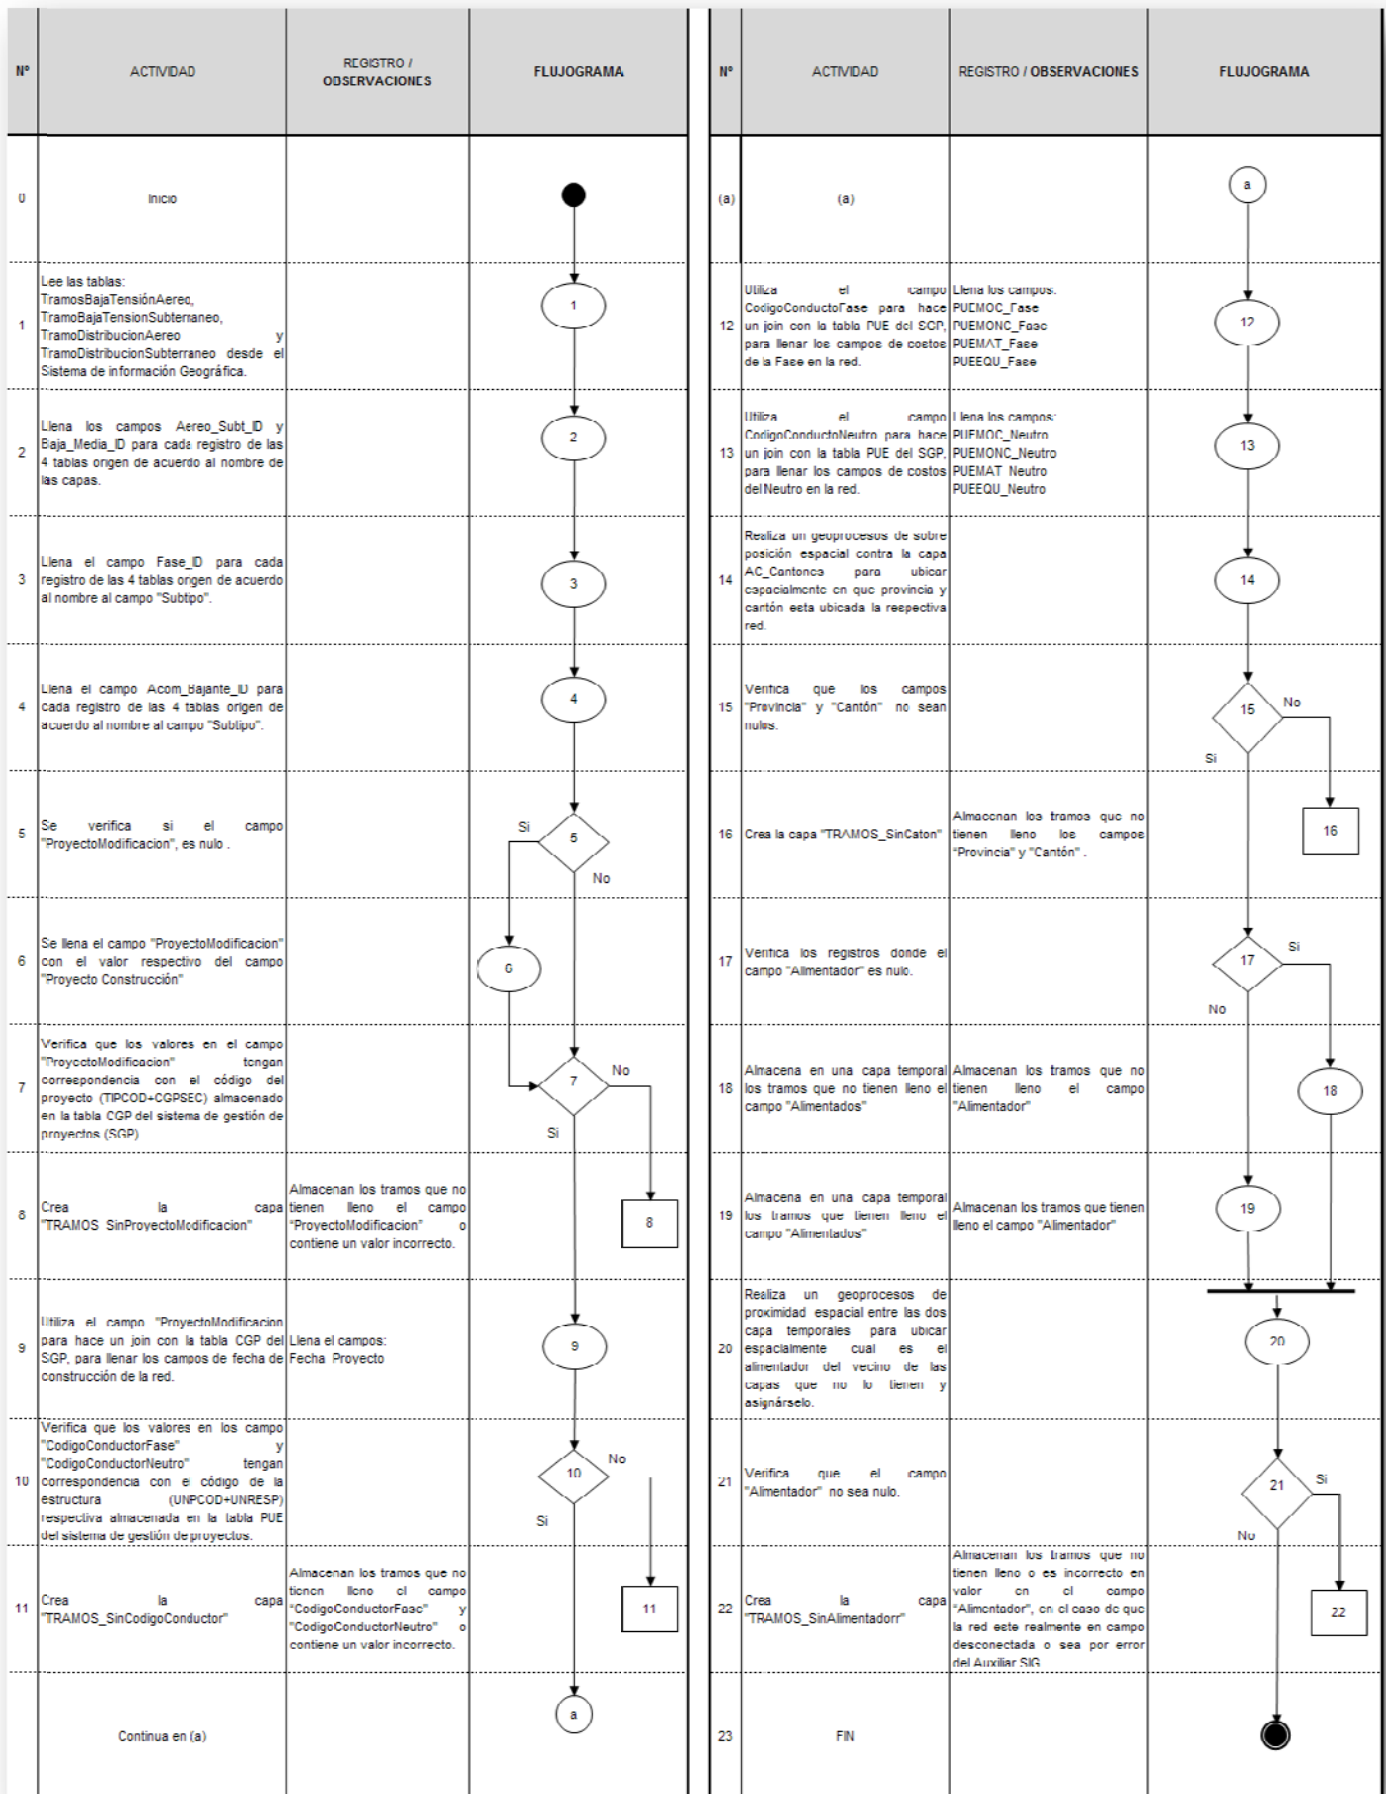 Nº
ACTIVIDAD
REGISTRO /
OBSERVACIONES
FLUJOGRAMA
0
Inicio
1
Lee las tablas:
TramosBajaTensiónAereo,
TramoBajaTensionSubterraneo,
TramoDistribucionAereo y
TramoDistribucionSubterraneo desde el
Sistema de información Geográfica.
1
2
Llena los campos Aereo_Subt_ID y
Baja_Media_ID para cada registro de las
4 tablas origen de acuerdo al nombre de
las capas.
2
3
Llena el campo Fase_ID para cada
registro de las 4 tablas origen de acuerdo
al nombre al campo "Subtipo".
3
4
Llena el campo Acom_Bajante_ID para
cada registro de las 4 tablas origen de
acuerdo al nombre al campo "Subtipo".
4
5
Se verifica si el campo
"ProyectoModificacion", es nulo .
Si
5
No
6
Se llena el campo "ProyectoModificacion"
con el valor respectivo del campo
"Proyecto Construcción"
6
7
Verifica que los valores en el campo
"ProyectoModificacion" tengan
correspondencia con el código del
proyecto (TIPCOD+CGPSEC) almacenado
en la tabla CGP del sistema de gestión de
proyectos (SGP)
7
No
Si
8
Crea la capa
"TRAMOS_SinProyectoModificacion"
Almacenan los tramos que no
tienen lleno el campo
"ProyectoModificacion" o
contiene un valor incorrecto.
8
9
Utiliza el campo "ProyectoModificacion
para hace un join con la tabla CGP del
SGP, para llenar los campos de fecha de
construcción de la red.
Llena el campos:
Fecha_Proyecto
9
10
Verifica que los valores en los campo
"CodigoConductorFase" y
"CodigoConductorNeutro" tengan
correspondencia con el código de la
estructura (UNPCOD+UNRESP)
respectiva almacenada en la tabla PUE
del sistema de gestión de proyectos.
10
No
Si
11
Crea la capa
"TRAMOS_SinCodigoConductor"
Almacenan los tramos que no
tienen lleno el campo
"CodigoConductorFase" y
"CodigoConductorNeutro" o
contiene un valor incorrecto.
11
Continua en (a)
a
Nº
ACTIVIDAD
REGISTRO / OBSERVACIONES
FLUJOGRAMA
(a)
(a)
a
12
Utiliza el campo
CodigoConductoFase para hace
un join con la tabla PUE del SGP,
para llenar los campos de costos
de la Fase en la red.
Llena los campos:
PUEMOC_Fase
PUEMONC_Fase
PUEMAT_Fase
PUEEQU_Fase
12
13
Utiliza el campo
CodigoConductoNeutro para hace
un join con la tabla PUE del SGP,
para llenar los campos de costos
del Neutro en la red.
Llena los campos:
PUEMOC_Neutro
PUEMONC_Neutro
PUEMAT_Neutro
PUEEQU_Neutro
13
14
Realiza un geoprocesos de sobre
posición espacial contra la capa
AC_Cantones para ubicar
espacialmente en que provincia y
cantón esta ubicada la respectiva
red.
14
15
Verifica que los campos
"Provincia" y "Cantón" no sean
nulos.
15
No
Si
16
Crea la capa "TRAMOS_SinCaton"
Almacenan los tramos que no
tienen lleno los campos
"Provincia" y "Cantón" .
16
17
Verifica los registros donde el
campo "Alimentador" es nulo.
17
Si
No
18
Almacena en una capa temporal
los tramos que no tienen lleno el
campo "Alimentados"
Almacenan los tramos que no
tienen lleno el campo
"Alimentador"
18
19
Almacena en una capa temporal
los tramos que tienen lleno el
campo "Alimentados"
Almacenan los tramos que tienen
lleno el campo "Alimentador"
19
20
Realiza un geoprocesos de
proximidad espacial entre las dos
capa temporales para ubicar
espacialmente cual es el
alimentador del vecino de las
capas que no lo tienen y
asignárselo.
20
21
Verifica que el campo
"Alimentador" no sea nulo.
21
Si
No
22
Crea la capa
"TRAMOS_SinAlimentadorr"
Almacenan los tramos que no
tienen lleno o es incorrecto en
valor en el campo
"Alimentador", en el caso de que
la red este realmente en campo
desconectada o sea por error
del Auxiliar SIG
22
23
FIN